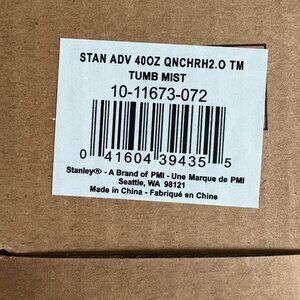 STAN ADV 40OZ QNCHRH2.O TM
TUMB MIST
10-11673-072
0 41604 39435 5
Stanley® - A Brand of PMI - Une Marque de PMI
Seattle, WA 98121
Made in China - Fabriqué en Chine